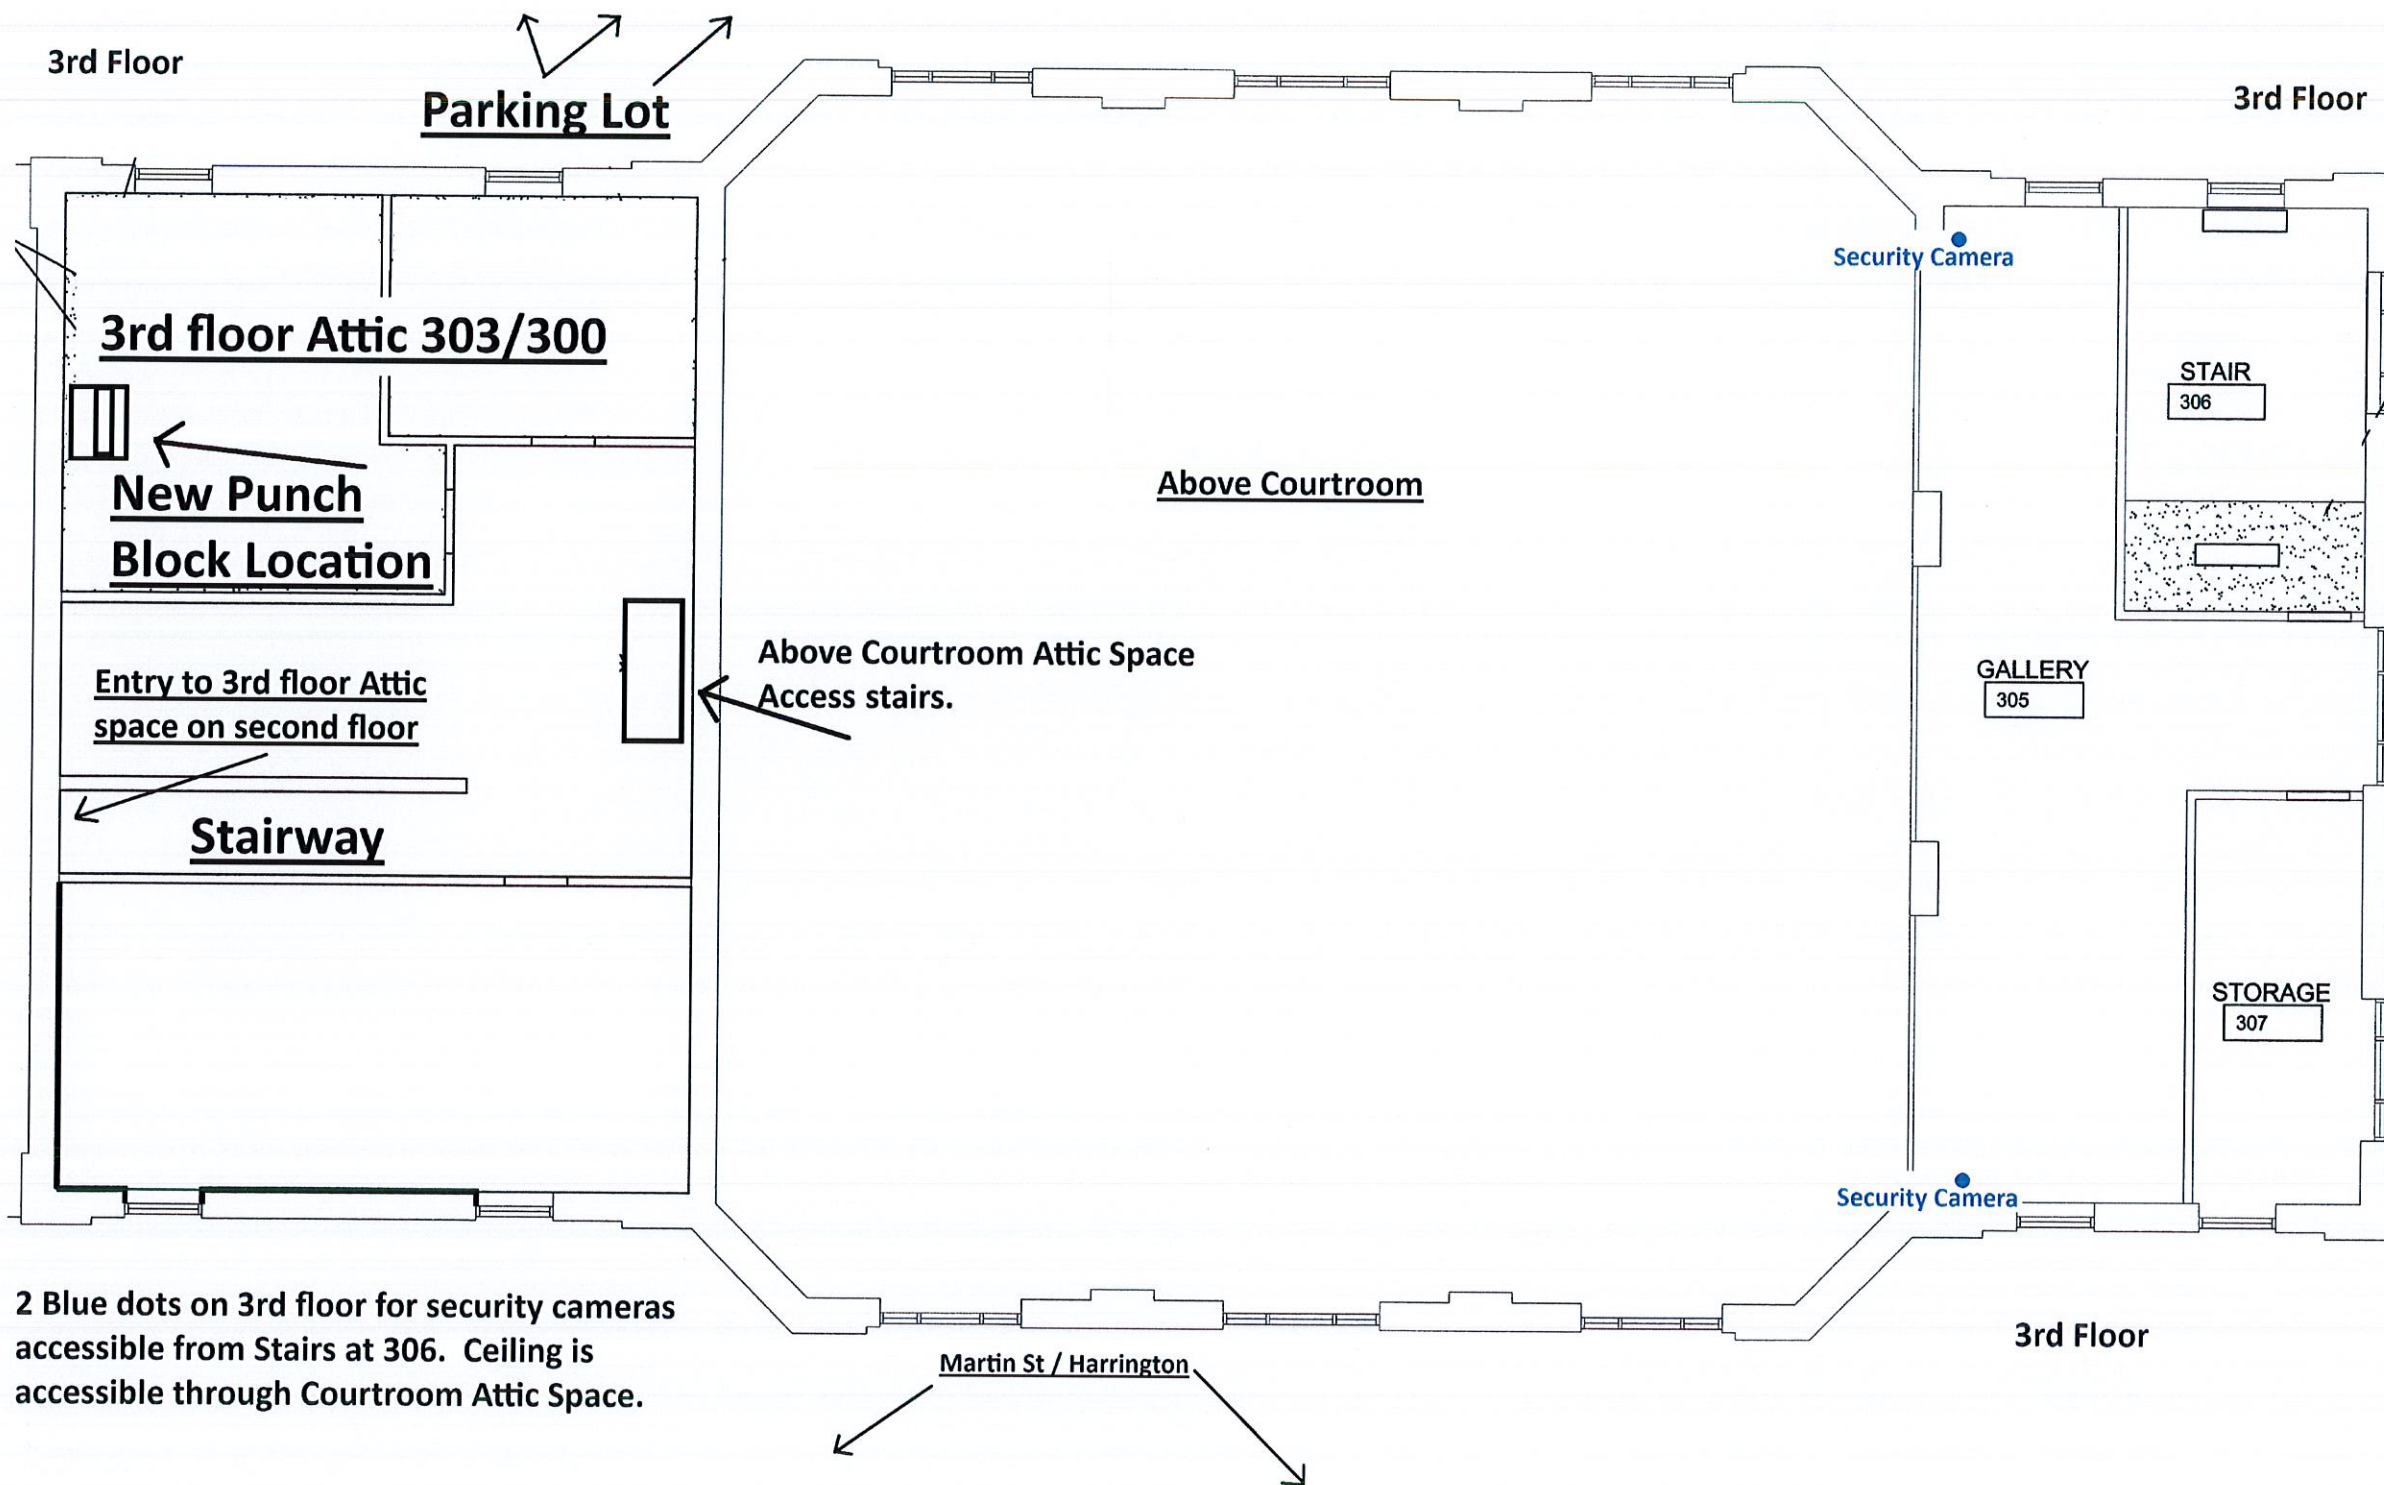 3rd Floor
Parking Lot
3rd Floor
Security Camera
3rd floor Attic 303/300
STAIR
306
New Punch
Block Location
Above Courtroom
Above Courtroom Attic Space
Access stairs.
Entry to 3rd floor Attic
space on second floor
GALLERY
305
Stairway
STORAGE
307
Security Camera
2 Blue dots on 3rd floor for security cameras
accessible from Stairs at 306. Ceiling is
accessible through Courtroom Attic Space.
Martin St / Harrington
3rd Floor